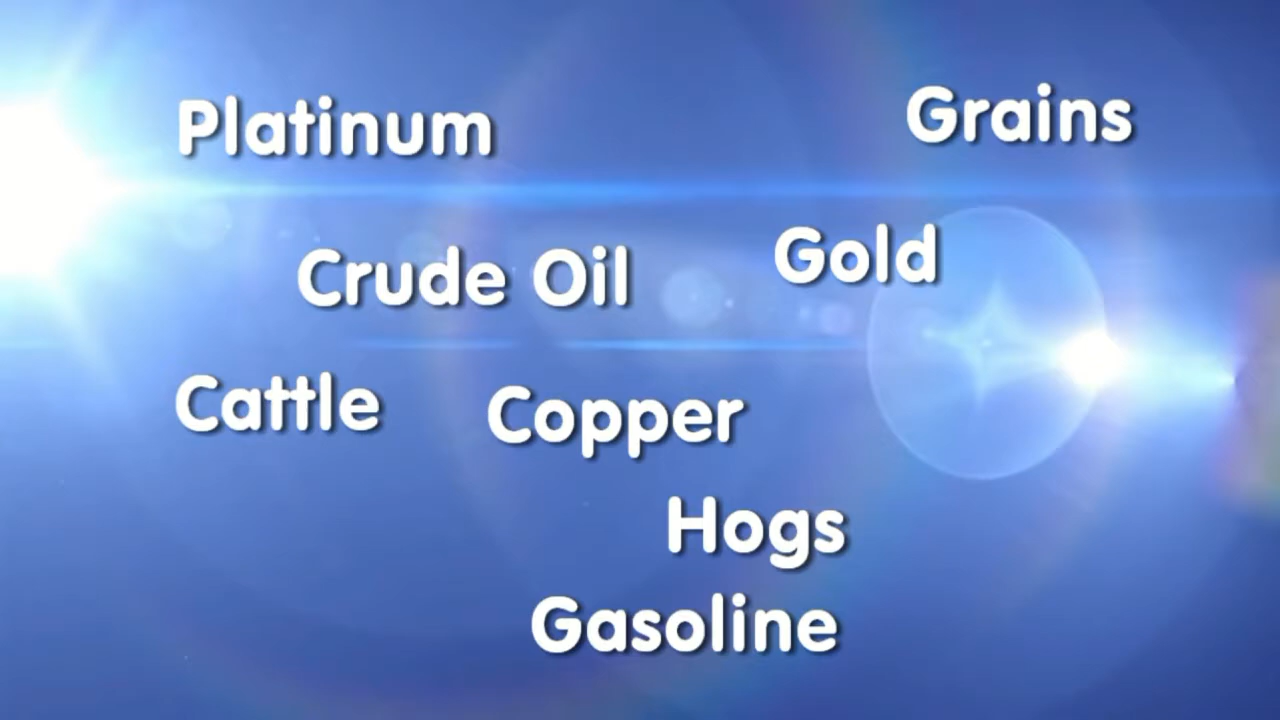 Platinum
Grains
Crude Oil
Gold
Cattle
Copper
Hogs
Gasoline